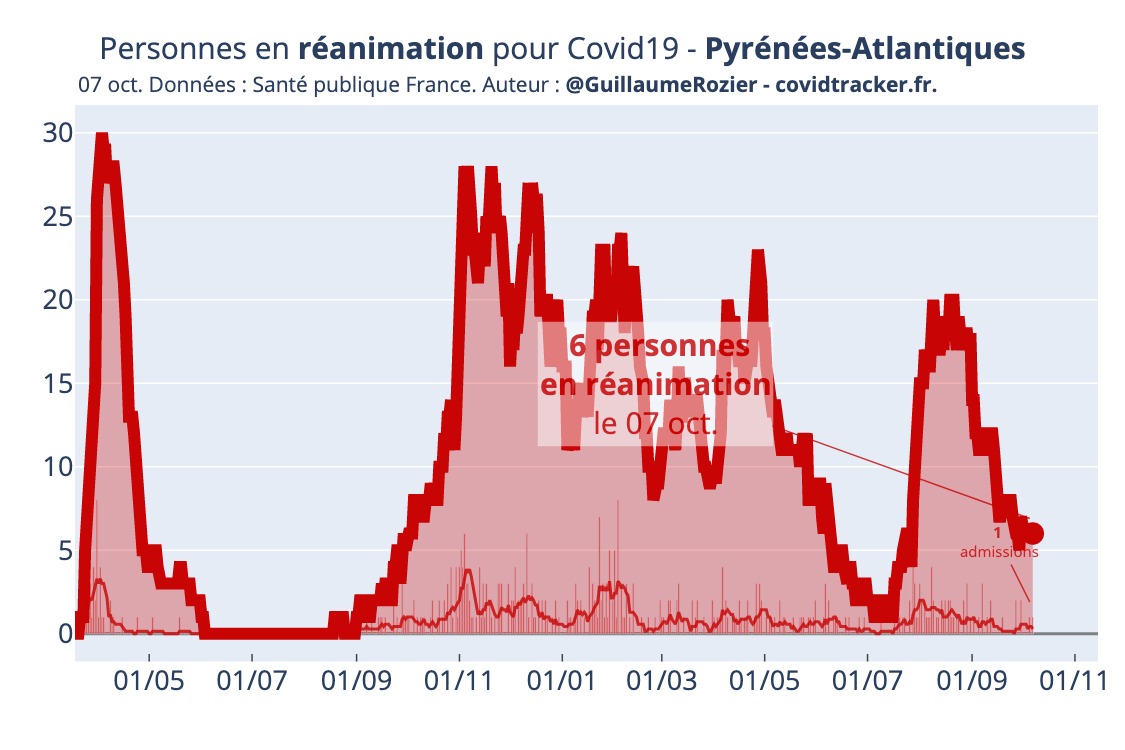 Personnes en réanimation pour Covid19 - Pyrénées-Atlantiques
07 oct. Données : Santé publique France. Auteur : @GuillaumeRozier - covidtracker.fr.
30
25
20
15
10
5
0
6 personnes
en réanimation
le 07 oct.
1
admissions
01/05 01/07 01/09 01/11 01/01 01/03 01/05 01/07 01/09 01/11